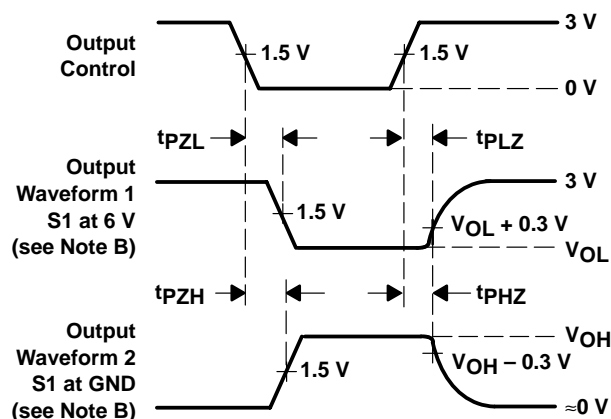 3 V
Output
Control
1.5 V
1.5 V
0 V
tPZL
tPLZ
Output
Waveform 1
S1 at 6 V
(see Note B)
3 V
1.5 V
VOL + 0.3 V
VOL
tPZH
tPHZ
Output
Waveform 2
S1 at GND
(see Note B)
VOH
1.5 V
VOH − 0.3 V
≈0 V